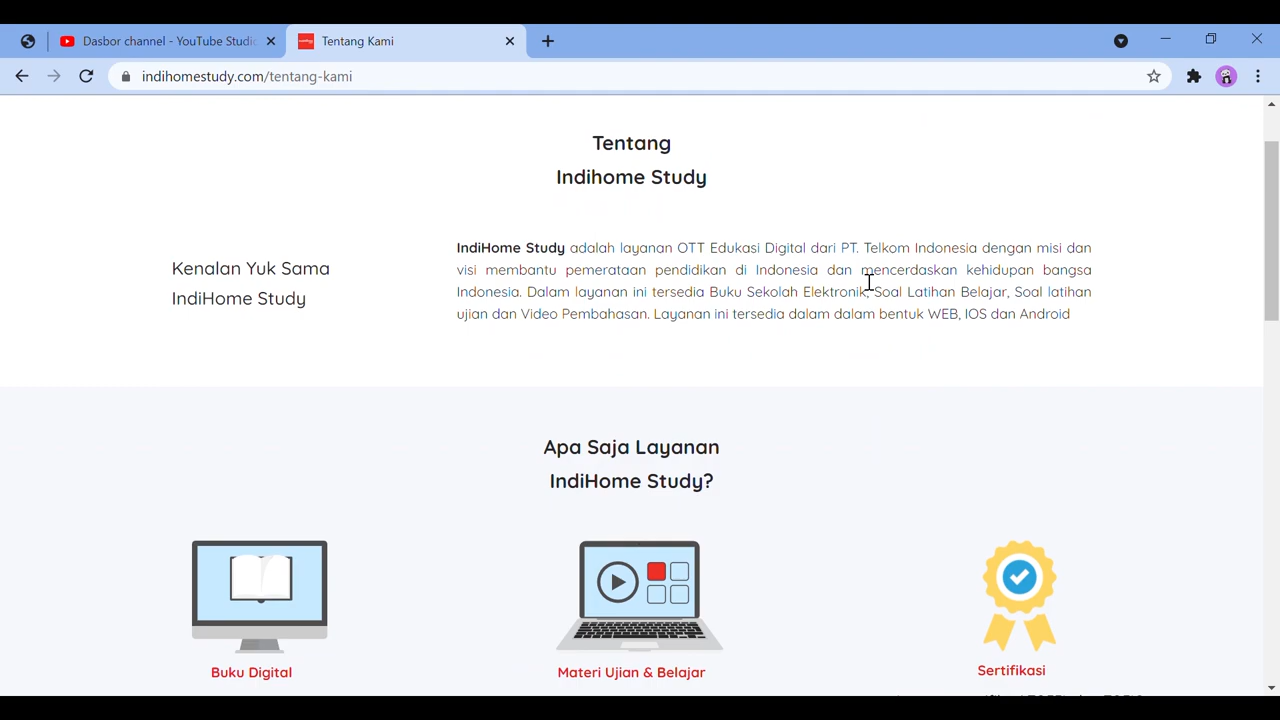 Dasbor channel - YouTube Studio
Tentang Kami
indihomestudy.com/tentang-kami
Tentang
Indihome Study
Kenalan Yuk Sama
IndiHome Study
IndiHome Study adalah layanan OTT Edukasi Digital dari PT. Telkom Indonesia dengan misi dan
visi membantu pemerataan pendidikan di Indonesia dan mencerdaskan kehidupan bangsa
Indonesia. Dalam layanan ini tersedia Buku Sekolah Elektronik, Soal Latihan Belajar, Soal latihan
ujian dan Video Pembahasan. Layanan ini tersedia dalam dalam bentuk WEB, IOS dan Android
Apa Saja Layanan
IndiHome Study?
Buku Digital
Materi Ujian & Belajar
Sertifikasi